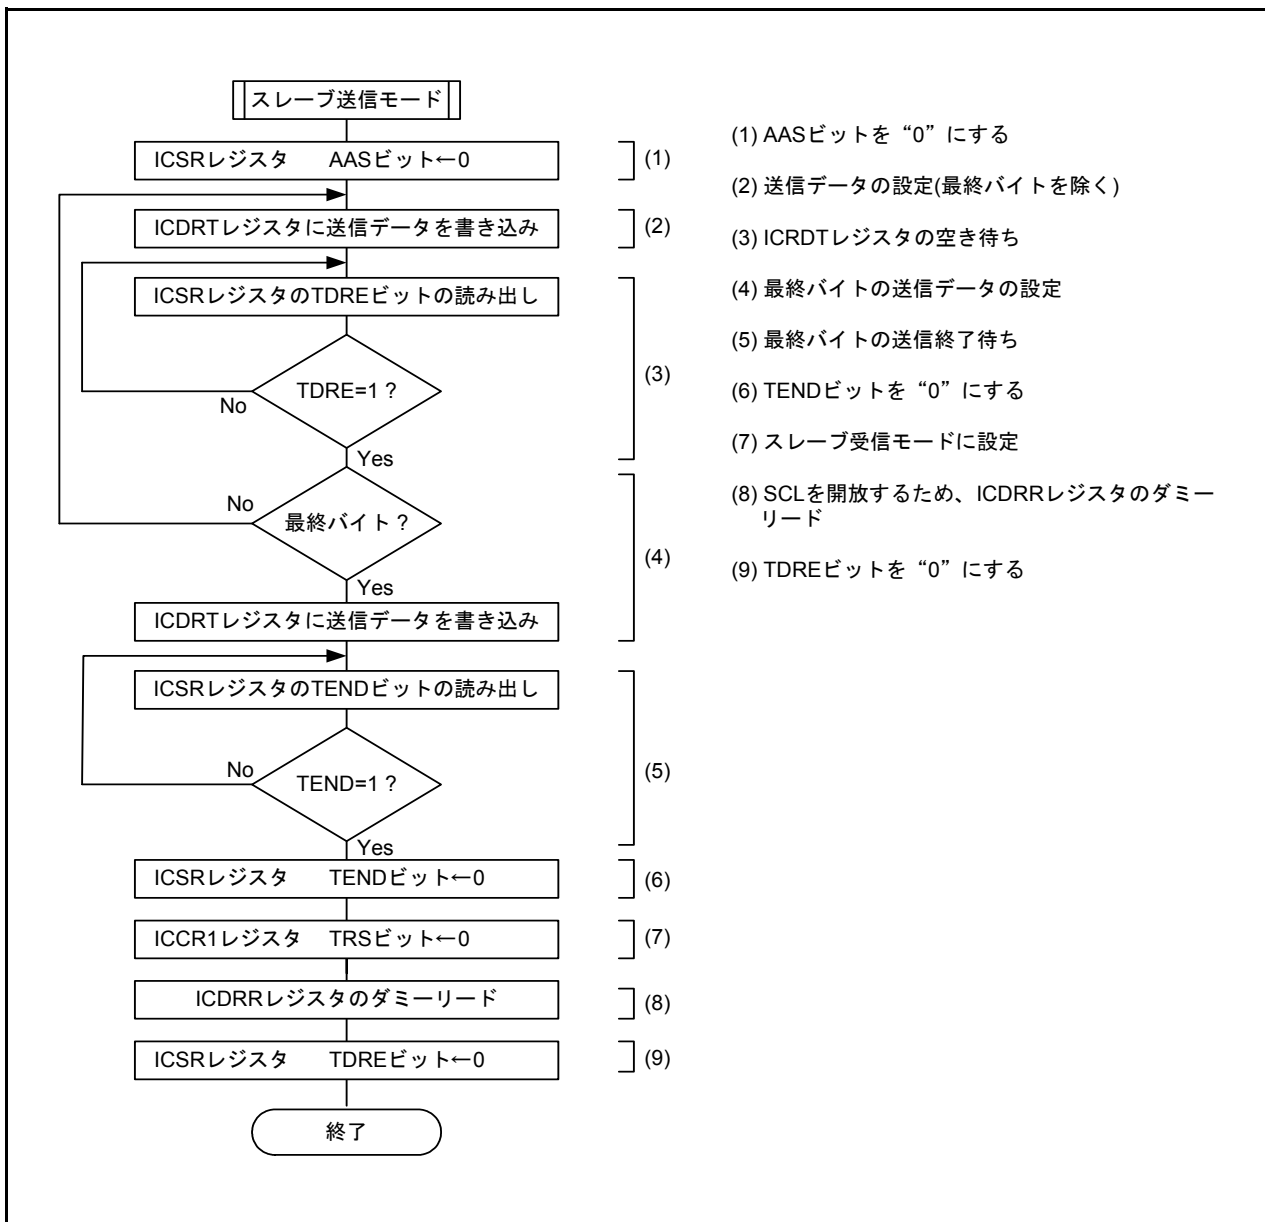 スレーブ送信モード
ICSRレジスタ AASビット←0
(1)
ICDRTレジスタに送信データを書き込み
(2)
ICSRレジスタのTDREビットの読み出し
TDRE=1 ?
No
Yes
(3)
最終バイト ?
No
Yes
(4)
ICDRTレジスタに送信データを書き込み
ICSRレジスタのTENDビットの読み出し
TEND=1 ?
No
Yes
(5)
ICSRレジスタ TENDビット←0
(6)
ICCR1レジスタ TRSビット←0
(7)
ICDRRレジスタのダミーリード
(8)
ICSRレジスタ TDREビット←0
(9)
終了
(1) AASビットを“0”にする
(2) 送信データの設定(最終バイトを除く)
(3) ICRDTレジスタの空き待ち
(4) 最終バイトの送信データの設定
(5) 最終バイトの送信終了待ち
(6) TENDビットを“0”にする
(7) スレーブ受信モードに設定
(8) SCLを開放するため、ICDRRレジスタのダミー
リード
(9) TDREビットを“0”にする